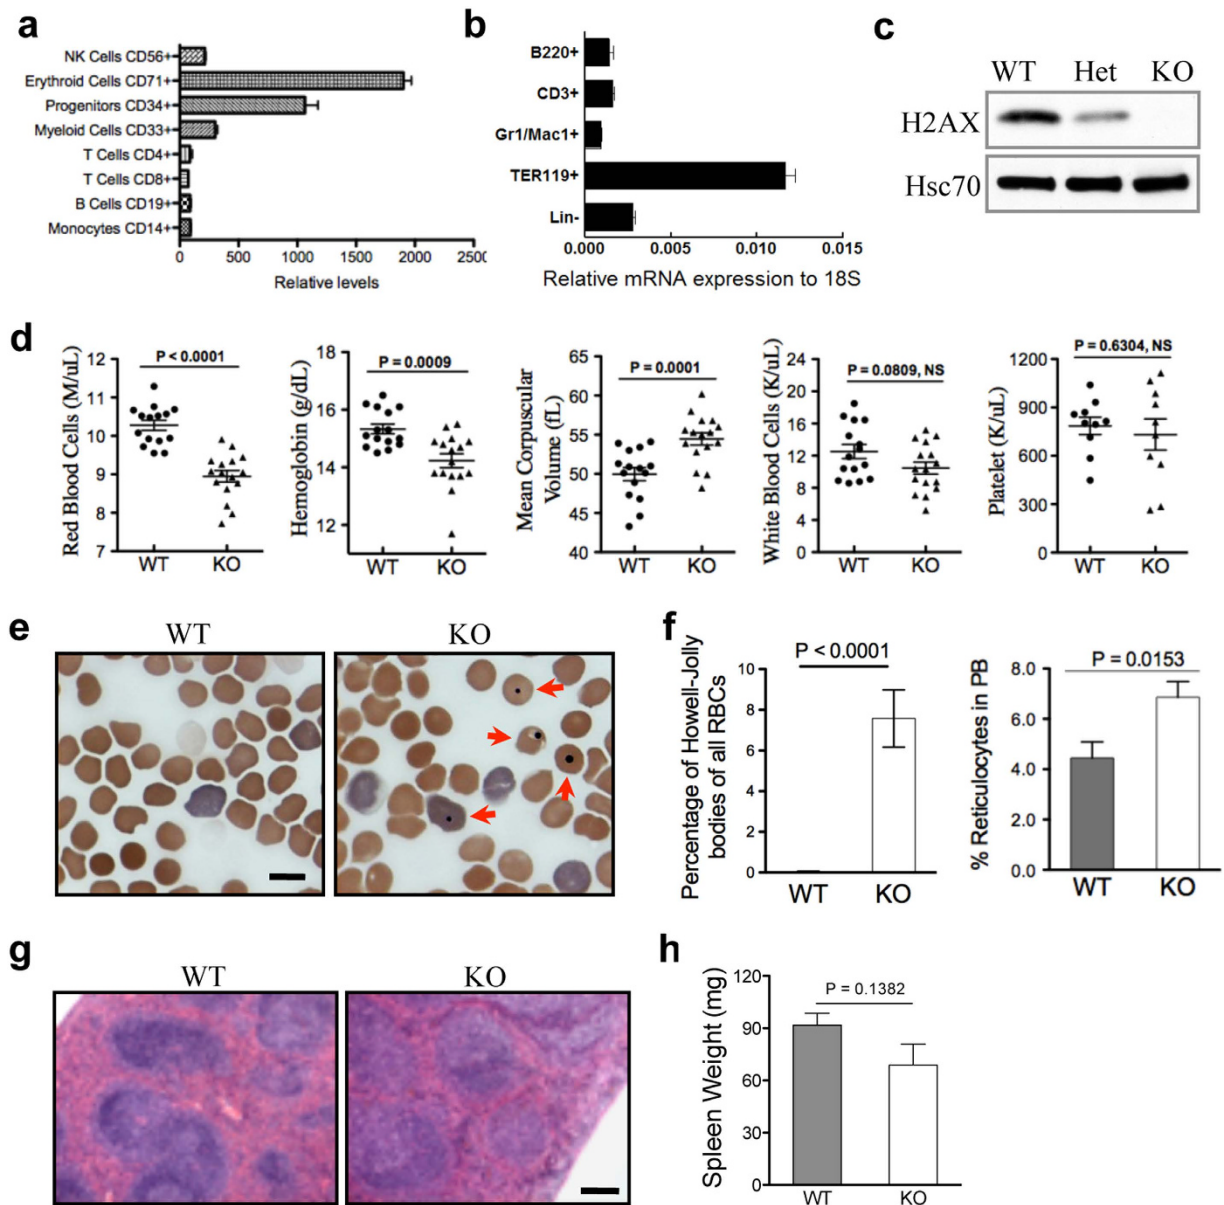 a
NK Cells CD56+
Erythroid Cells CD71+
Progenitors CD34+
Myeloid Cells CD33+
T Cells CD4+
T Cells CD8+
B Cells CD19+
Monocytes CD14+
0 500 1000 1500 2000 2500
Relative levels
b
B220+
CD3+
Gr1/Mac1+
TER119+
Lin-
0.000 0.005 0.010 0.015
Relative mRNA expression to 18S
c
WT Het KO
H2AX
Hsc70
d
Red Blood Cells (M/uL)
12
11
10
9
8
7
P < 0.0001
WT KO
Hemoglobin (g/dL)
18
16
14
12
P = 0.0009
WT KO
Mean Corpuscular
Volume (fL)
65
60
55
50
45
40
P = 0.0001
WT KO
White Blood Cells (K/uL)
24
20
16
12
8
4
0
P = 0.0809, NS
WT KO
Platelet (K/uL)
1200
900
600
300
0
P = 0.6304, NS
WT KO
e
WT KO
f
Percentage of Howell-Jolly
bodies of all RBCs
10
8
6
4
2
0
P < 0.0001
WT KO
% Reticulocytes in PB
8.0
6.0
4.0
2.0
0.0
P = 0.0153
WT KO
g
WT KO
h
Spleen Weight (mg)
120
90
60
30
0
P = 0.1382
WT KO